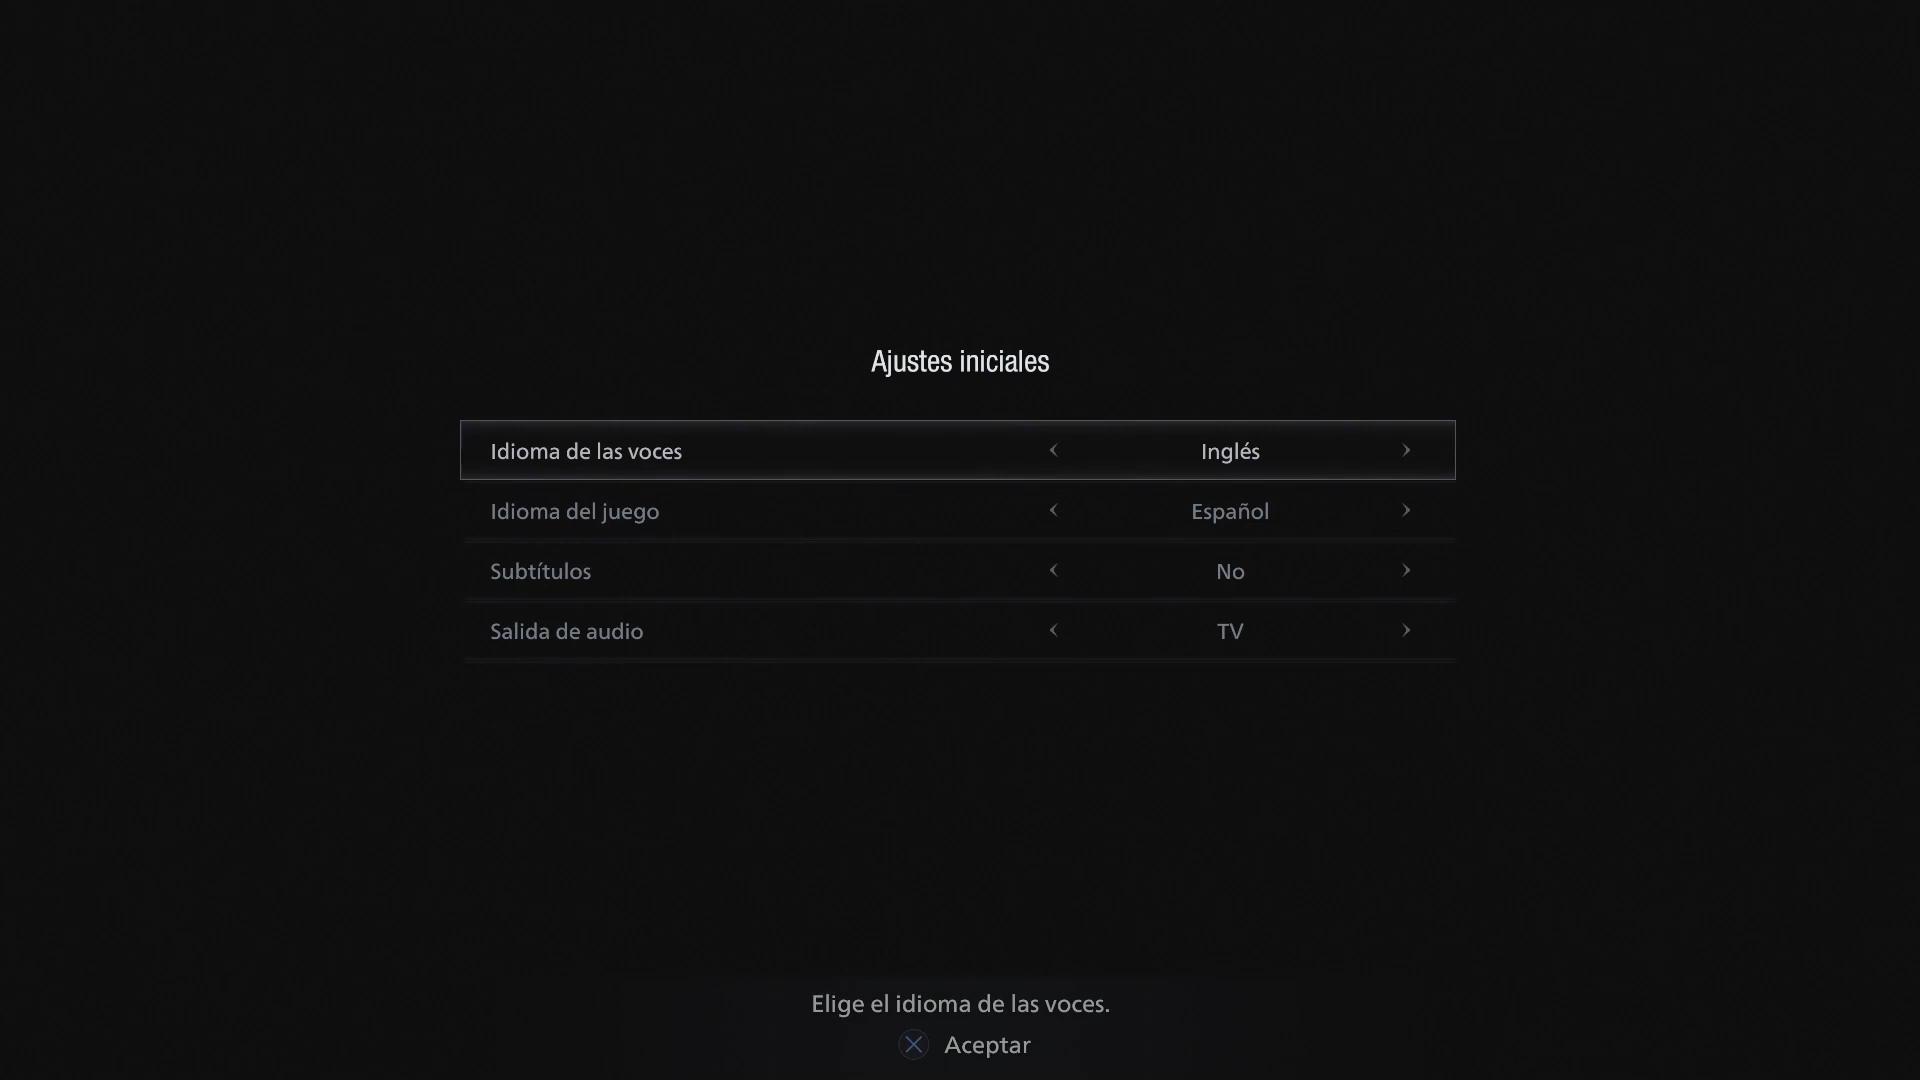 Ajustes iniciales
Idioma de las voces Inglés
Idioma del juego Español
Subtítulos No
Salida de audio TV
Elige el idioma de las voces.
Aceptar